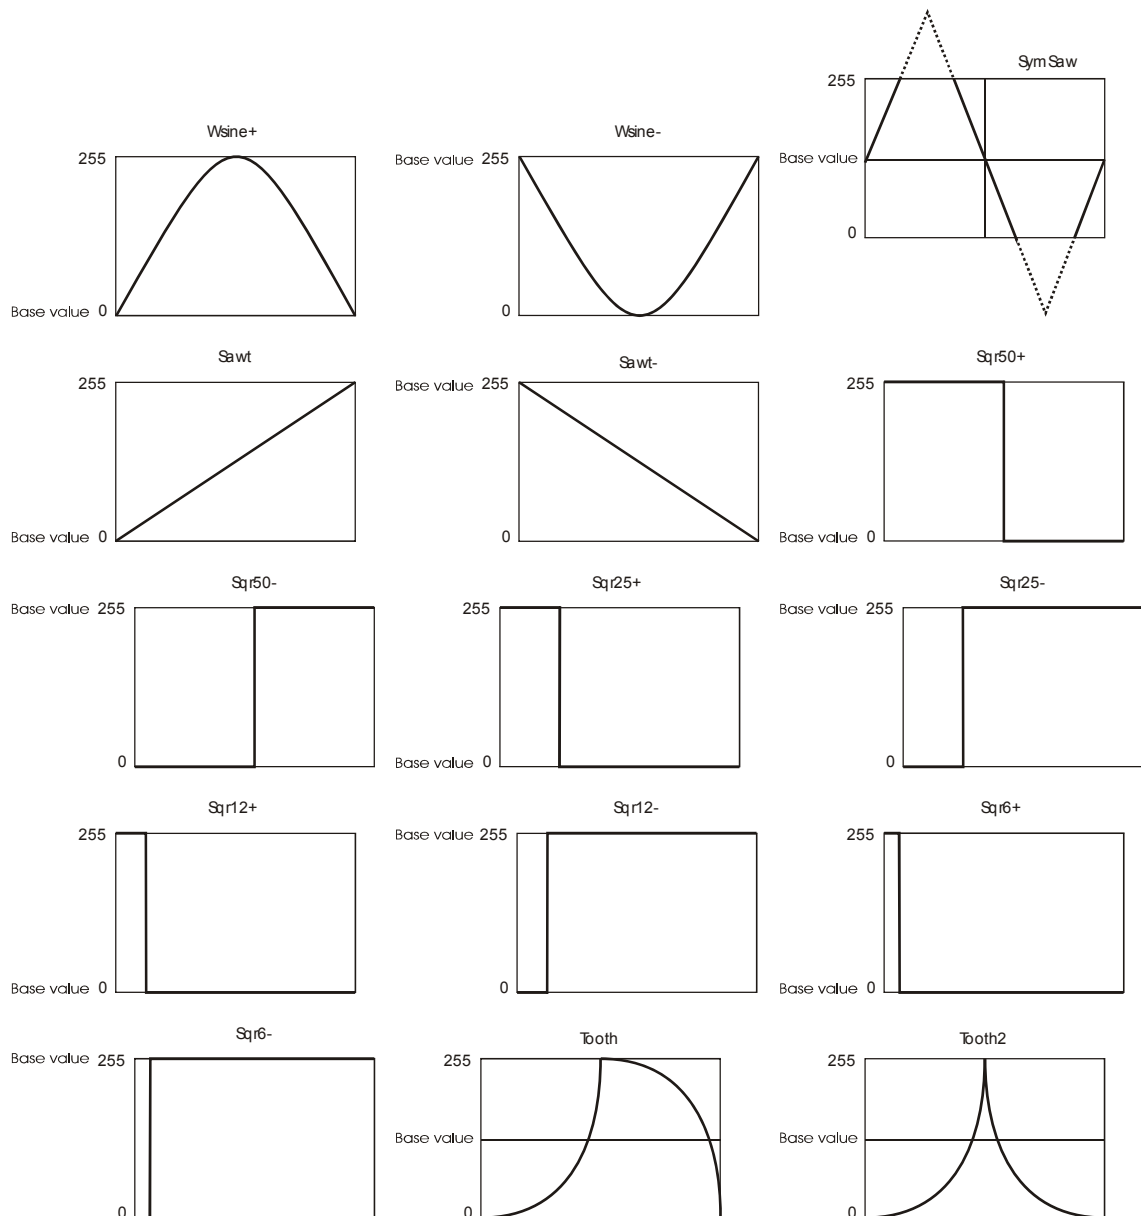 SymSaw
255
Base value
0
Wsine+
255
Base value 0
Wsine-
Base value 255
0
Sawt
255
Base value 0
Sawt-
Base value 255
0
Sqr50+
255
Base value 0
Sqr50-
Base value 255
0
Sqr25+
255
Base value 0
Sqr25-
Base value 255
0
Sqr12+
255
Base value 0
Sqr12-
Base value 255
0
Sqr6+
255
Base value 0
Sqr6-
Base value 255
0
Tooth
255
Base value
0
Tooth2
255
Base value
0